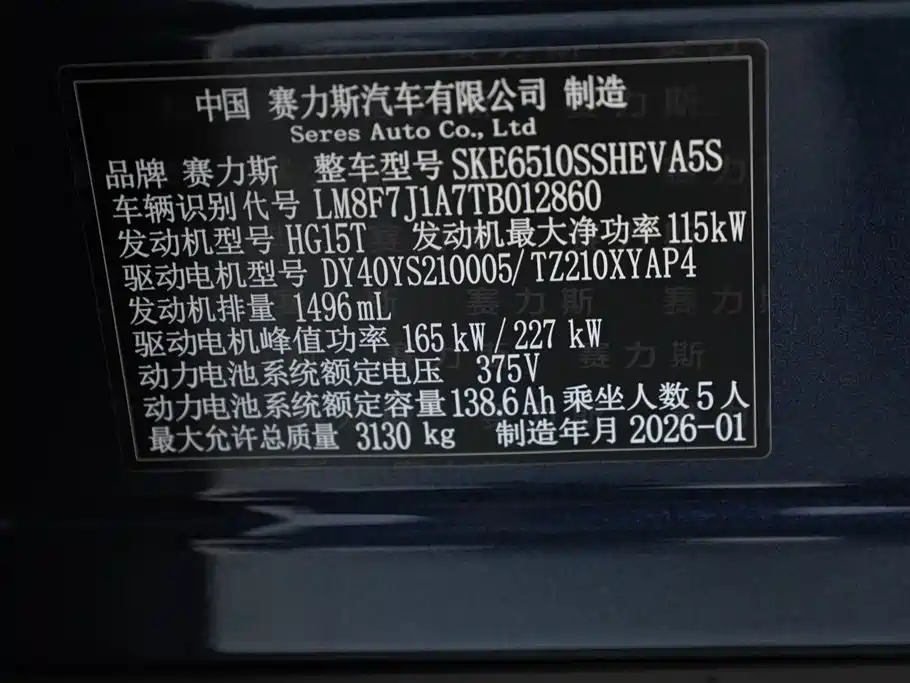 中国 赛力斯汽车有限公司 制造
Seres Auto Co., Ltd
品牌 赛力斯 整车型号 SKE6510SSHEVA5S
车辆识别代号 LM8F7J1A7TB012860
发动机型号 HG15T 发动机最大净功率 115kW
驱动电机型号 DY40YS210005/TZ210XYAP4
发动机排量 1496mL
驱动电机峰值功率 165 kW / 227 kW
动力电池系统额定电压 375V
动力电池系统额定容量 138.6Ah 乘坐人数 5 人
最大允许总质量 3130 kg 制造年月 2026-01